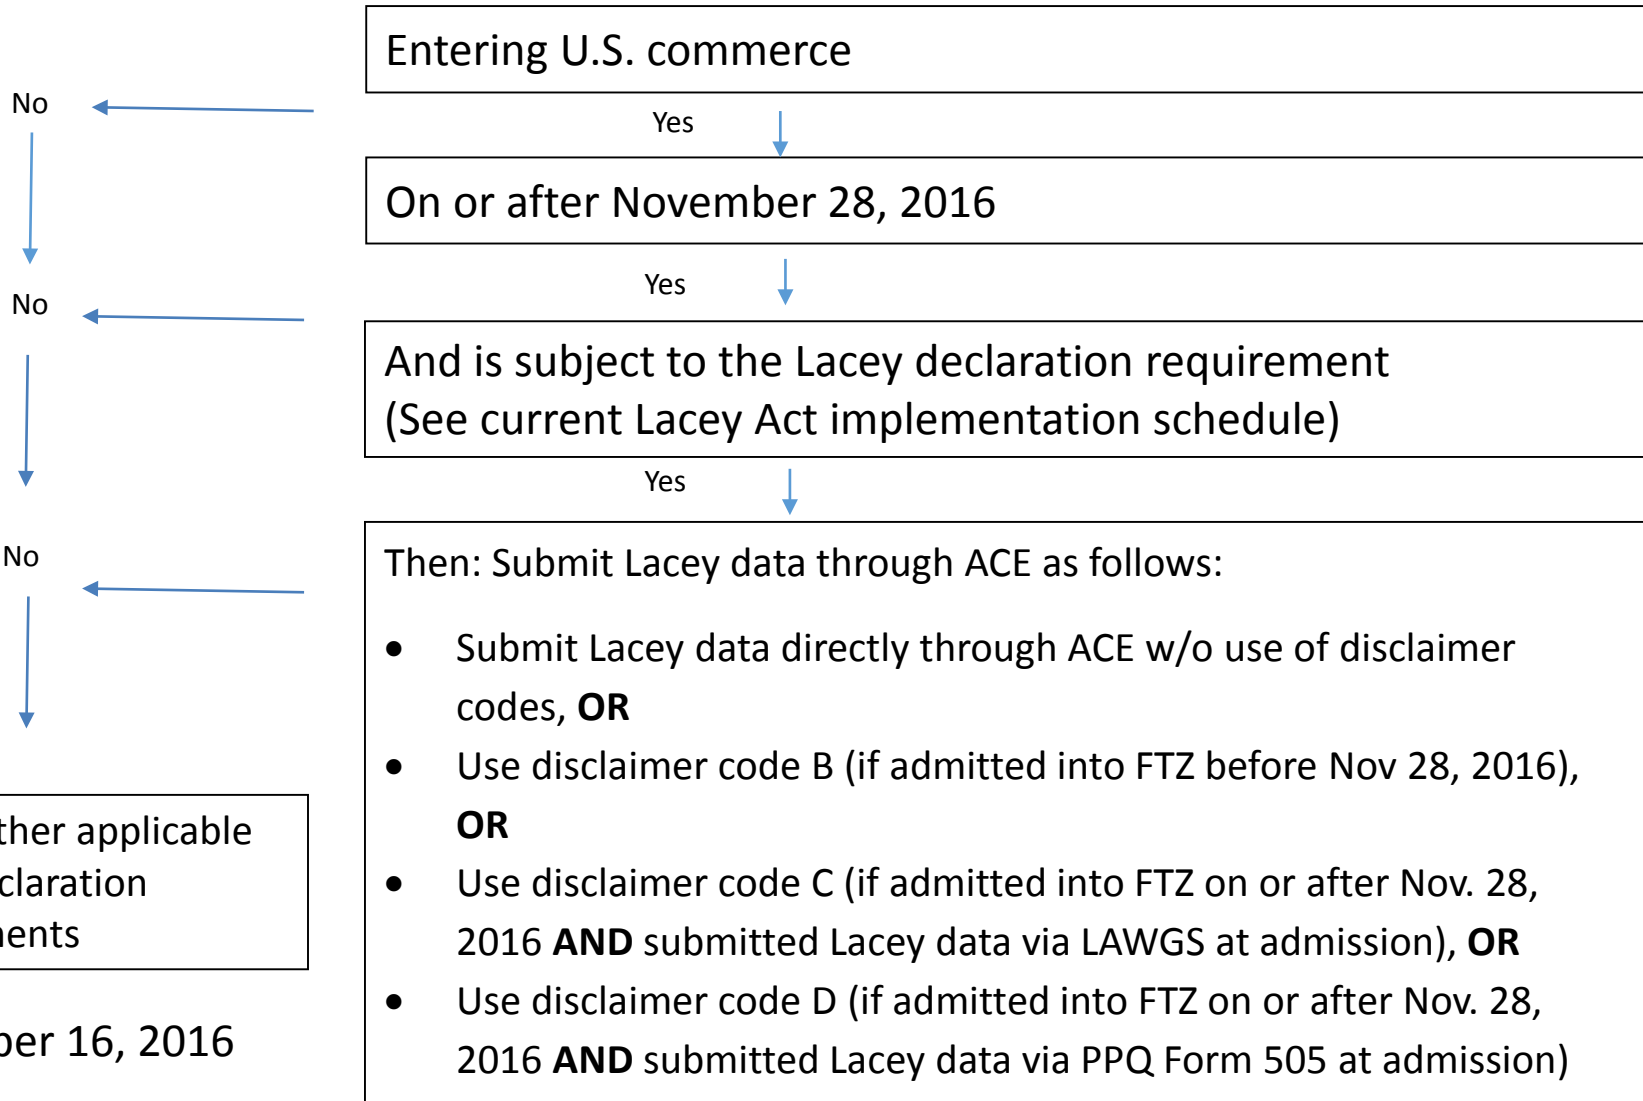 Entering U.S. commerce
No
Yes
On or after November 28, 2016
Yes
No
And is subject to the Lacey declaration requirement
(See current Lacey Act implementation schedule)
Yes
No
Then: Submit Lacey data through ACE as follows:
• Submit Lacey data directly through ACE w/o use of disclaimer
codes, OR
• Use disclaimer code B (if admitted into FTZ before Nov 28, 2016),
OR
• Use disclaimer code C (if admitted into FTZ on or after Nov. 28,
2016 AND submitted Lacey data via LAWGS at admission), OR
• Use disclaimer code D (if admitted into FTZ on or after Nov. 28,
2016 AND submitted Lacey data via PPQ Form 505 at admission)
applicable
16, 2016